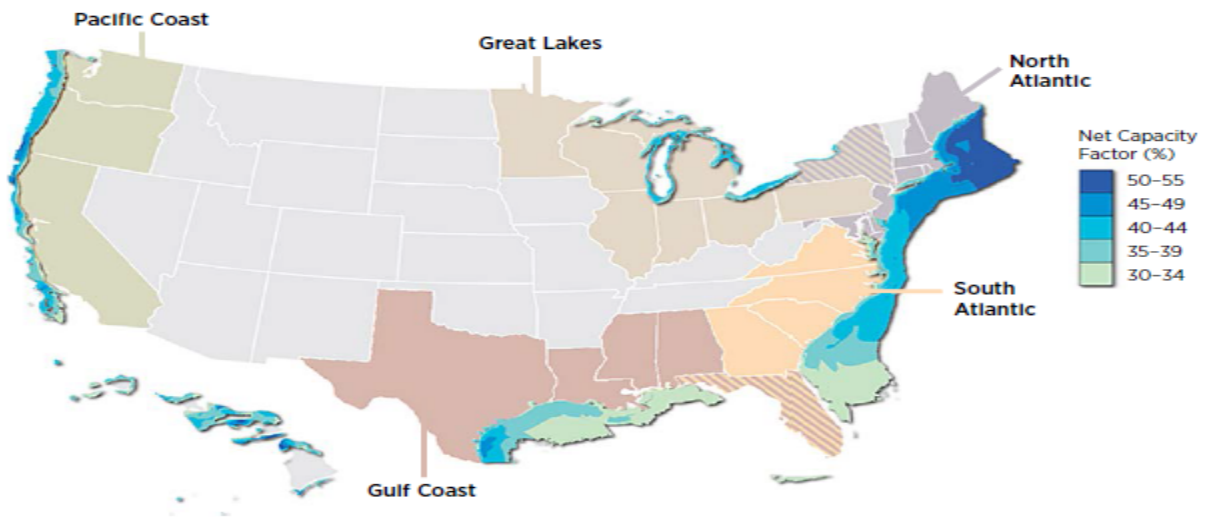 Pacific Coast
Great Lakes
North
Atlantic
Net Capacity
Factor (%)
50–55
45–49
40–44
35–39
30–34
South
Atlantic
Gulf Coast